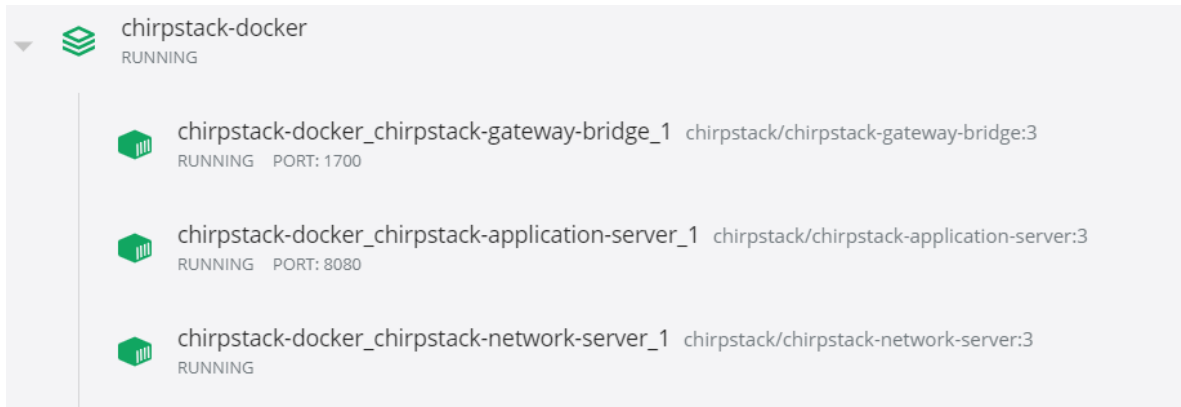 chirpstack-docker
RUNNING
chirpstack-docker_chirpstack-gateway-bridge_1 chirpstack/chirpstack-gateway-bridge:3
RUNNING PORT: 1700
chirpstack-docker_chirpstack-application-server_1 chirpstack/chirpstack-application-server:3
RUNNING PORT: 8080
chirpstack-docker_chirpstack-network-server_1 chirpstack/chirpstack-network-server:3
RUNNING